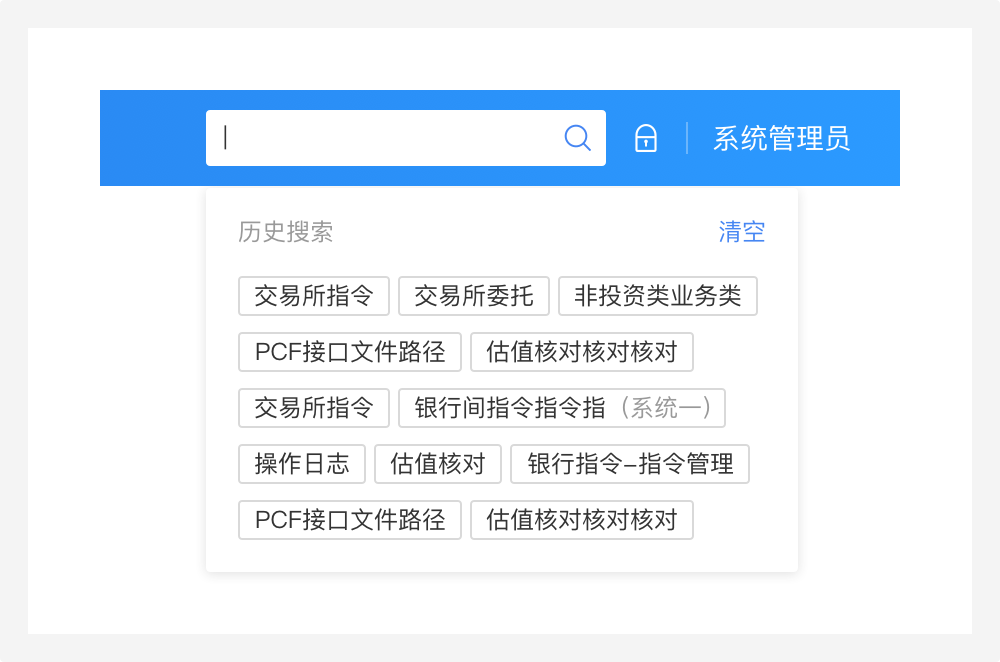 系统管理员
历史搜索 清空
交易所指令 交易所委托 非投资类业务类
PCF接口文件路径 估值核对核对核对
交易所指令 银行间指令指令指（系统一）
操作日志 估值核对 银行指令-指令管理
PCF接口文件路径 估值核对核对核对